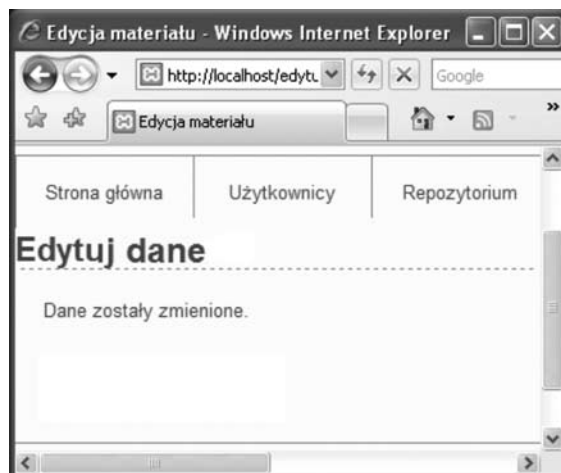 Edycja materiału - Windows Internet Explorer
http://localhost/edytu
Google
Edycja materiału
Strona główna
Użytkownicy
Repozytorium
Edytuj dane
Dane zostały zmienione.